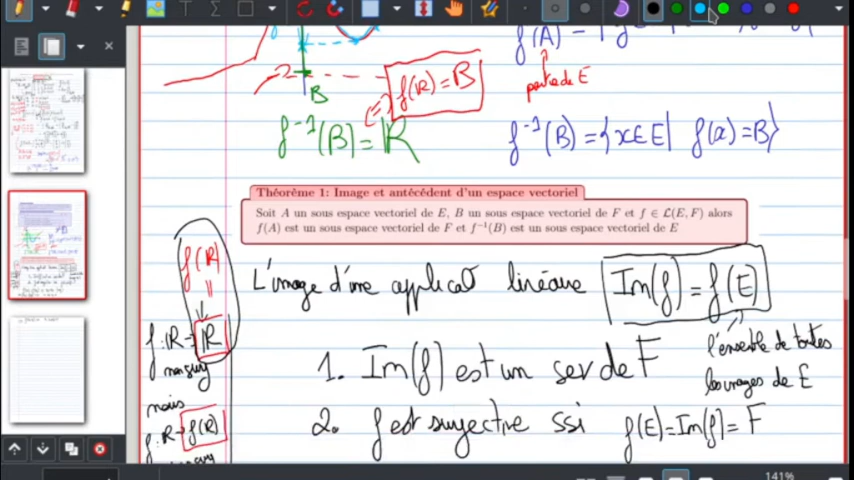 f(A) =
partie de E
-2
B
(=) f(R) = B
f⁻¹(B) = R
f⁻¹(B) = {x ∈ E | f(x) = B}
Théorème 1: Image et antécédent d'un espace vectoriel
Soit A un sous espace vectoriel de E, B un sous espace vectoriel de F et f ∈ L(E, F) alors
f(A) est un sous espace vectoriel de F et f⁻¹(B) est un sous espace vectoriel de E
L'image d'une applicat linéaire Im(f) = f(E)
l'ensemble de toutes
les images de E
1. Im(f) est un sev de F
2. f est surjective ssi f(E) = Im(f) = F
f(R)
=
f: R → R
non surj
mais
f: R → f(R)
141%